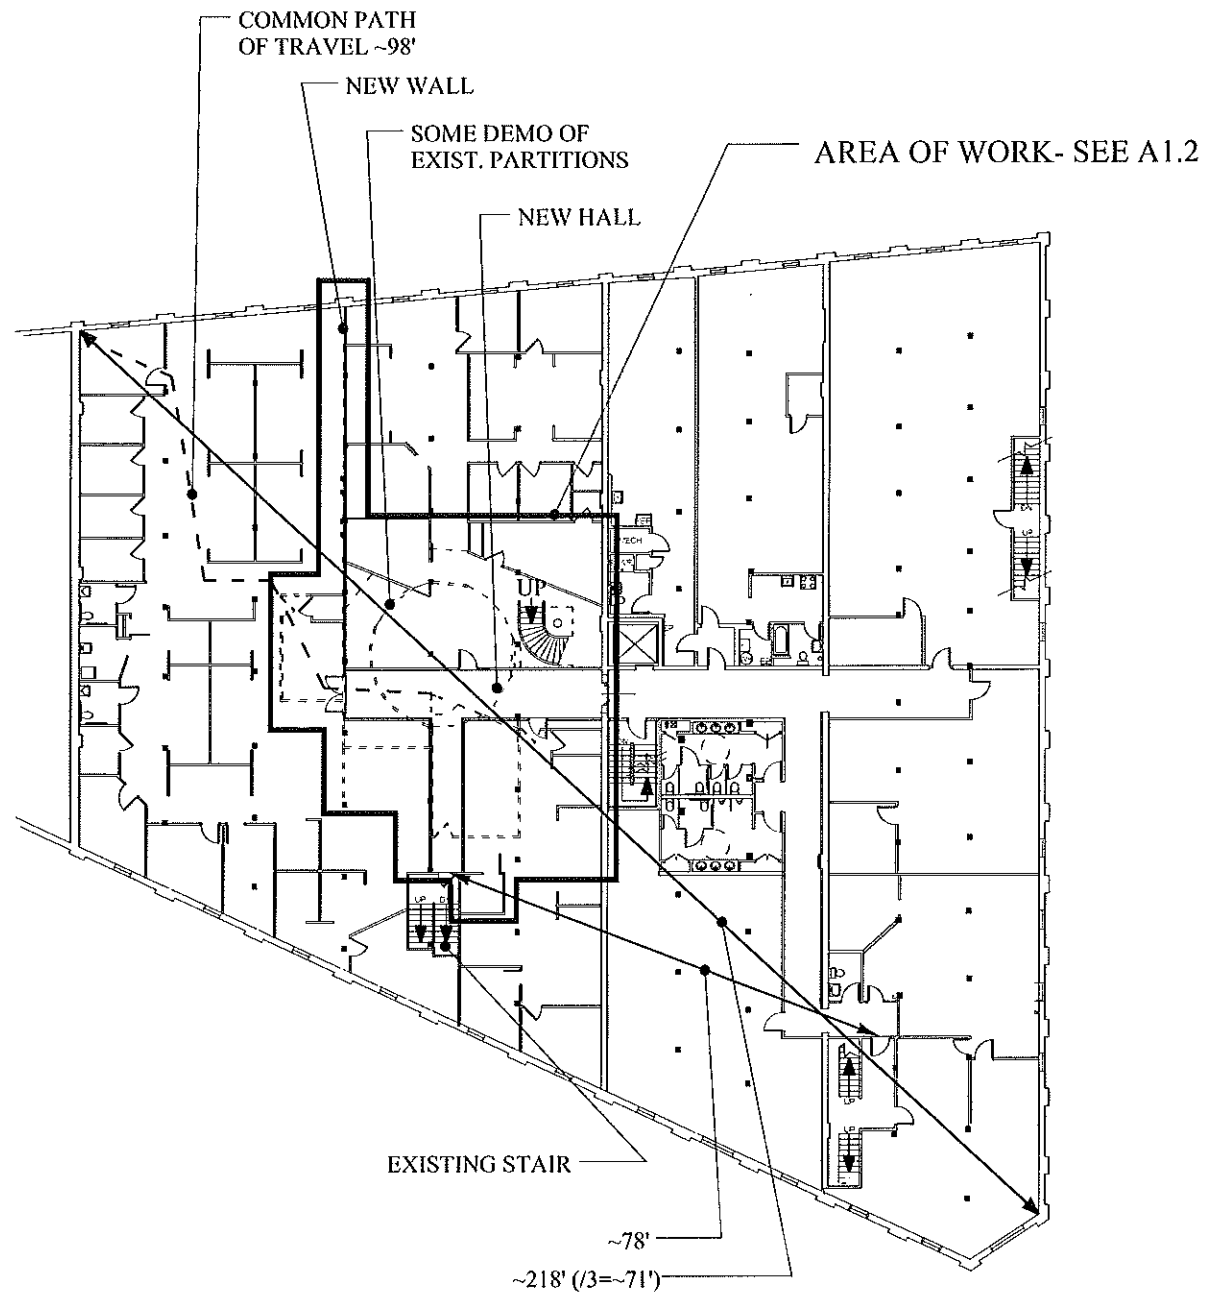 COMMON PATH
OF TRAVEL ~98'
NEW WALL
SOME DEMO OF
EXIST. PARTITIONS
AREA OF WORK- SEE A1.2
NEW HALL
UP
UP
EXISTING STAIR
UP
UP
~78'
~218' (/3=~71')